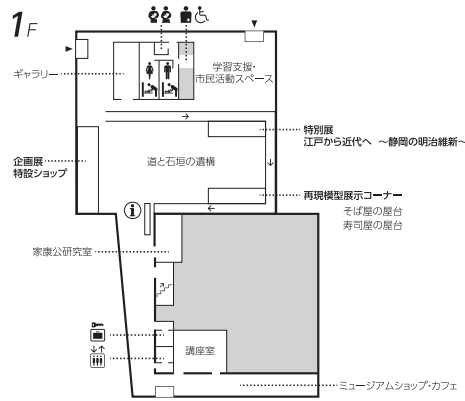 1F
ギャラリー
学習支援・
市民活動スペース
特別展
江戸から近代へ ～静岡の明治維新～
企画展
特設ショップ
道と石垣の遺構
再現模型展示コーナー
そば屋の屋台
寿司屋の屋台
家康公研究室
講座室
ミュージアムショップ・カフェ